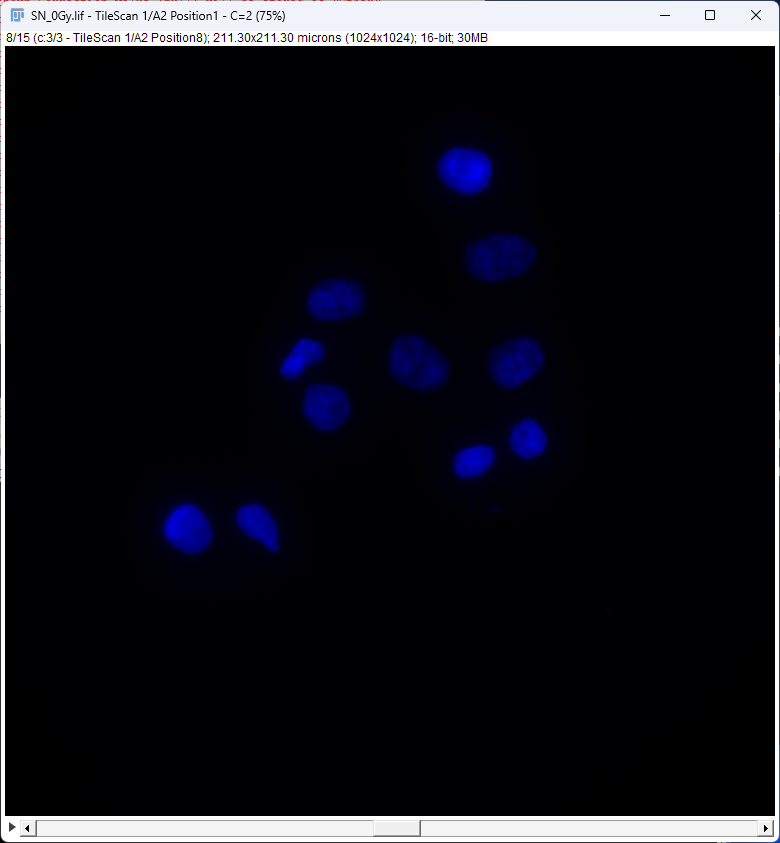 SN_0Gy.lif - TileScan 1/A2 Position1 - C=2 (75%)
8/15 (c:3/3 - TileScan 1/A2 Position8); 211.30x211.30 microns (1024x1024); 16-bit; 30MB